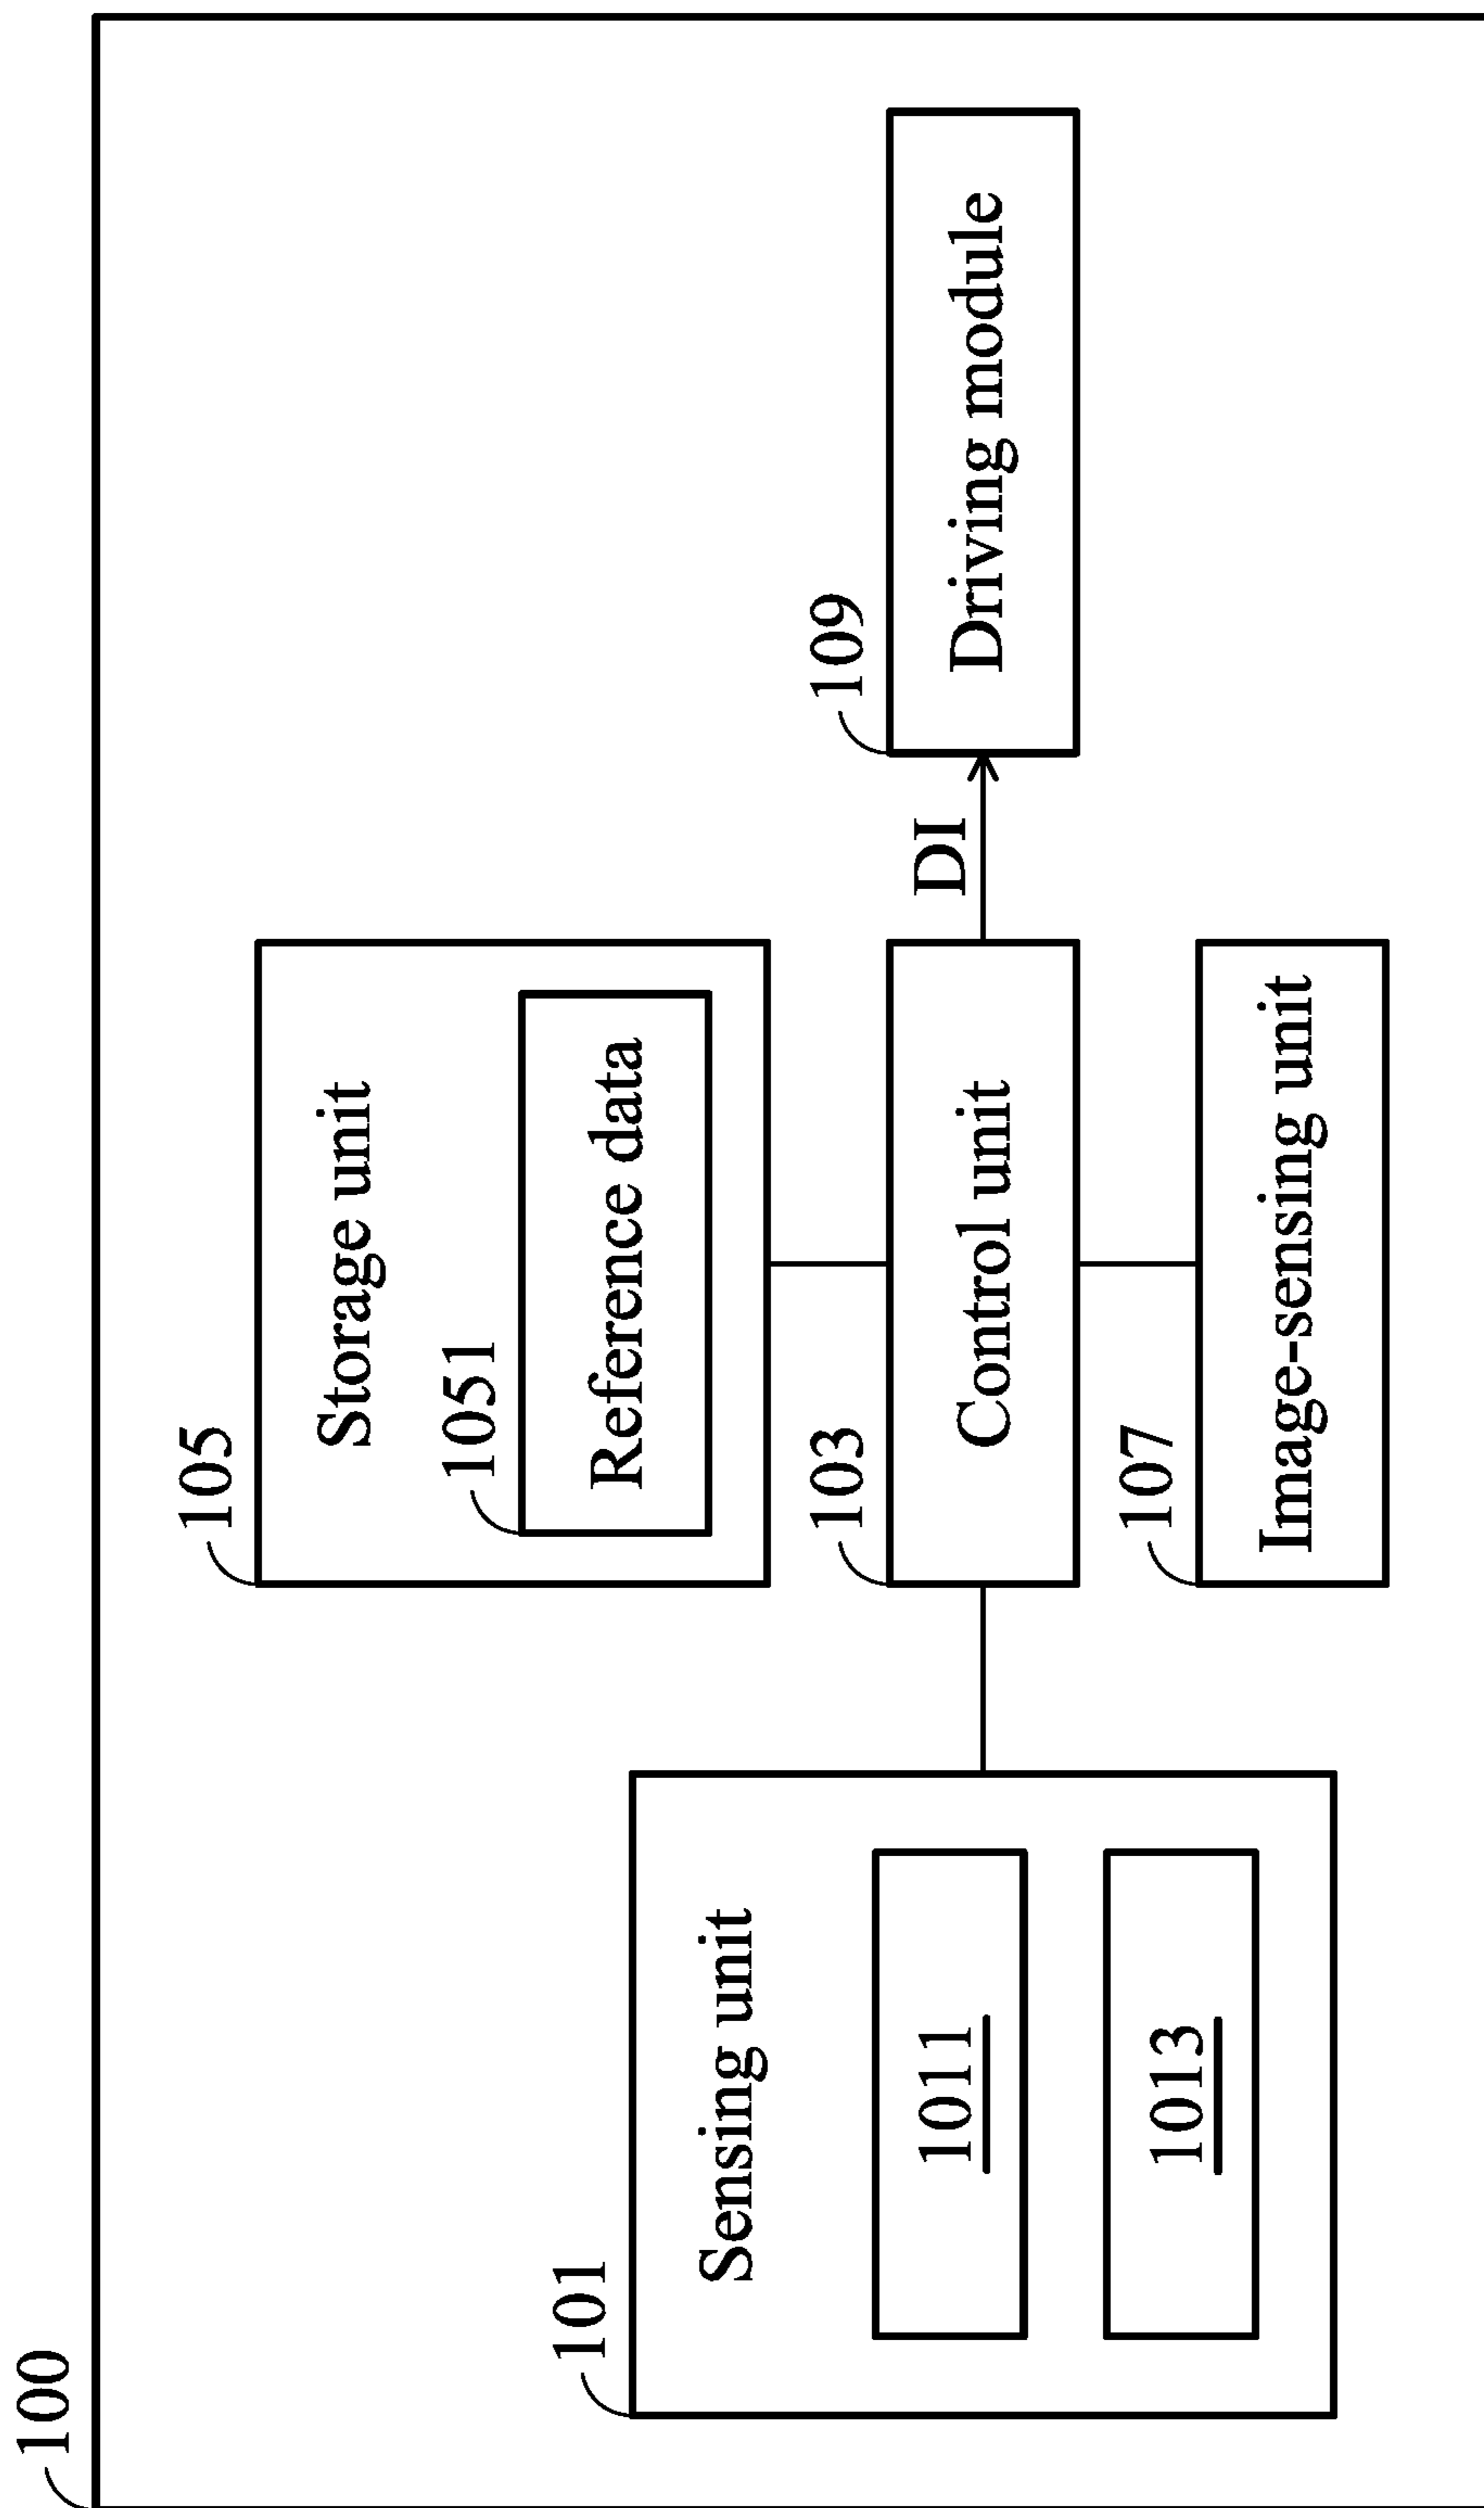 100
105
Storage unit
1051
Reference data
101
Sensing unit
1011
1013
103
Control unit
DI
109
Driving module
107
Image-sensing unit